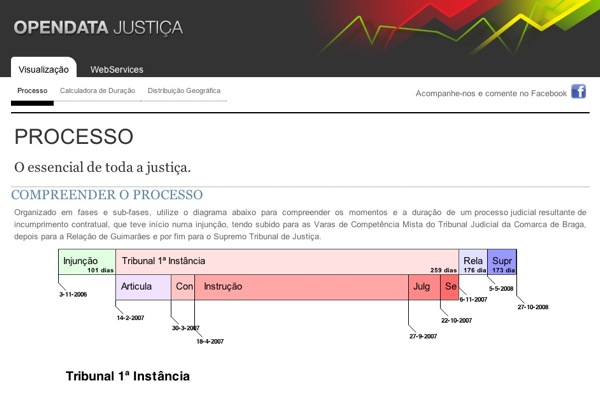 OPENDATA JUSTIÇA
Visualização WebServices
Processo Calculadora de Duração Distribuição Geográfica
Acompanhe-nos e comente no Facebook
PROCESSO
O essencial de toda a justiça.
COMPREENDER O PROCESSO
Organizado em fases e sub-fases, utilize o diagrama abaixo para compreender os momentos e a duração de um processo judicial resultante de
incumprimento contratual, que teve início numa injunção, tendo subido para as Varas de Competência Mista do Tribunal Judicial da Comarca de Braga,
depois para a Relação de Guimarães e por fim para o Supremo Tribunal de Justiça.
Injunção Tribunal 1ª Instância Rela Supr
101 dias 259 dias 176 dia 173 dia
Articula Con Instrução Julg Se
3-11-2006 5-5-2008 6-11-2007 27-10-2008
14-2-2007 22-10-2007
30-3-2007 27-9-2007
18-4-2007
Tribunal 1ª Instância